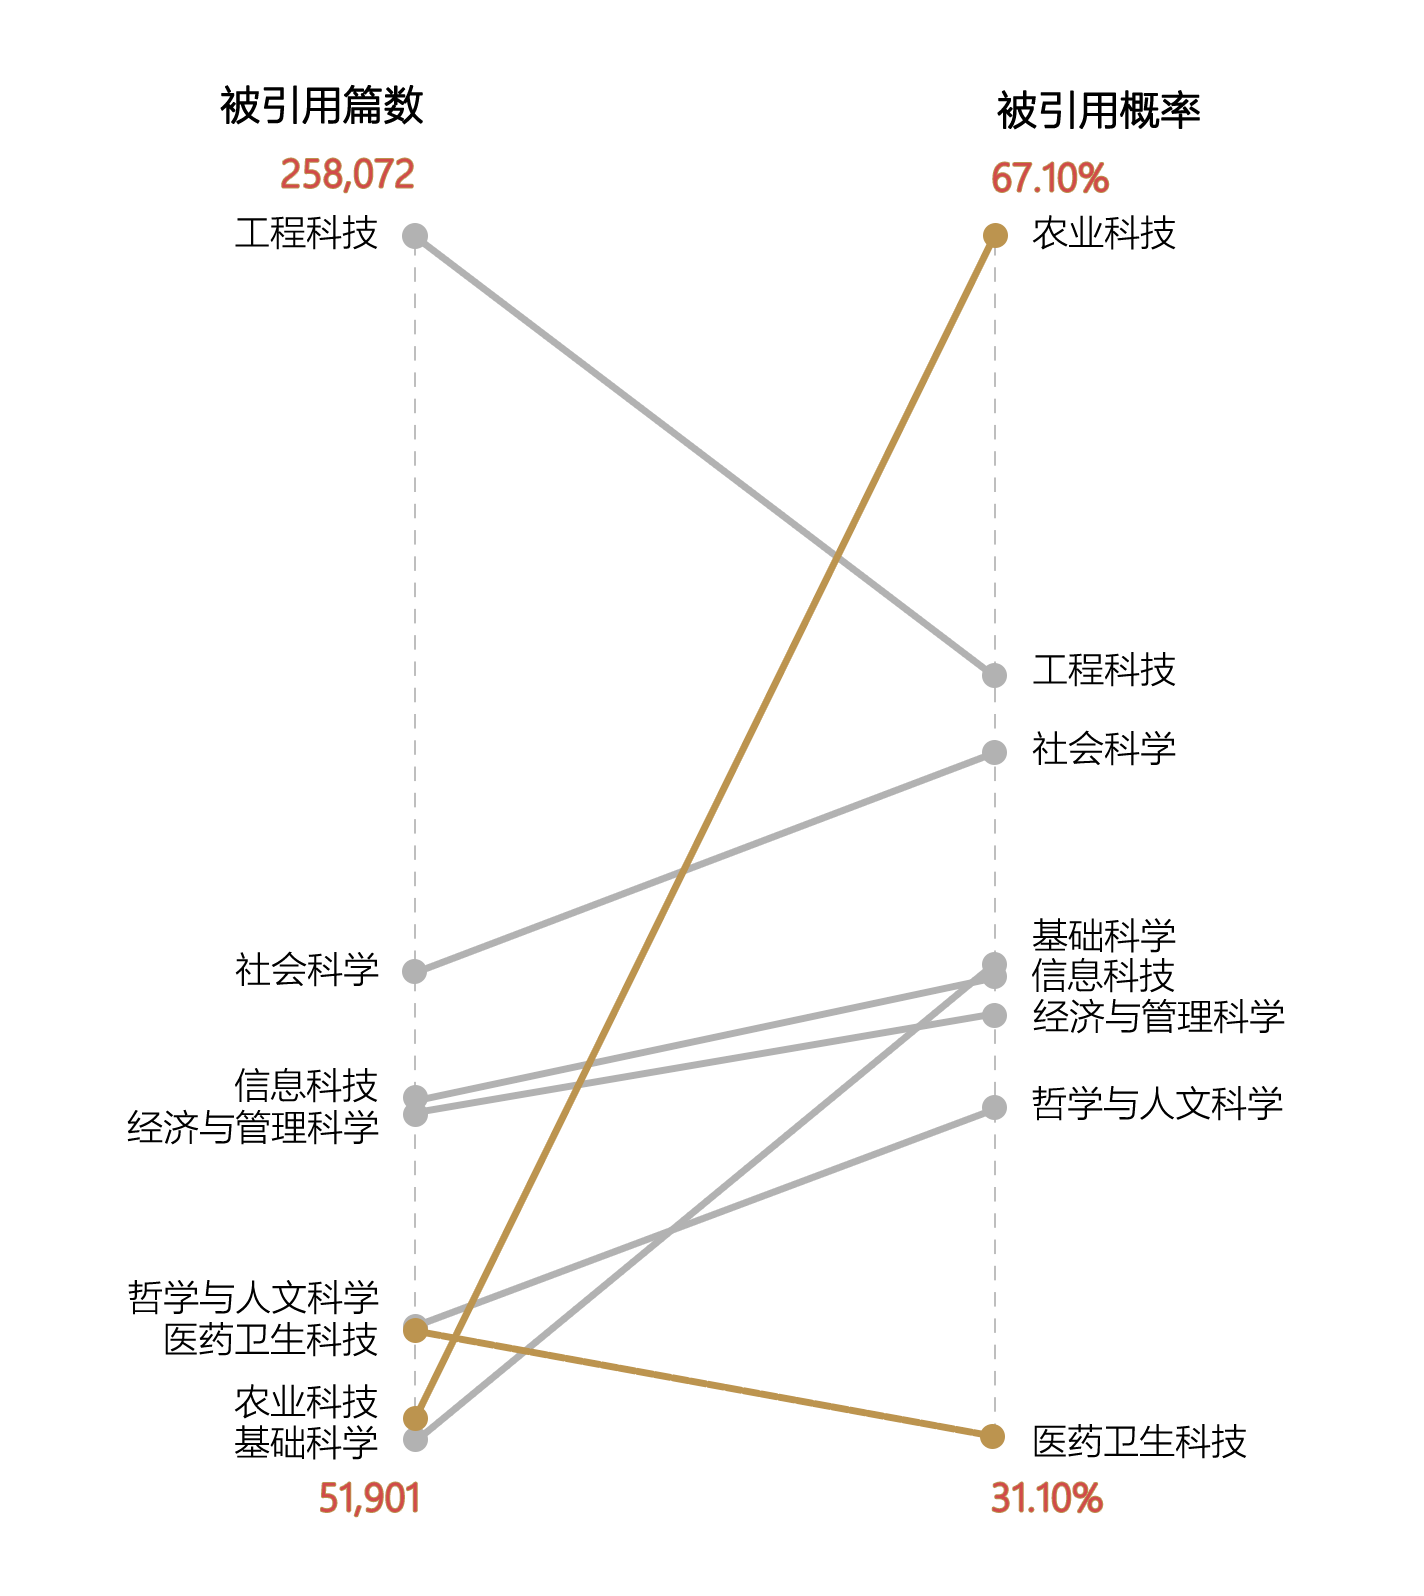 被引用篇数
258,072
工程科技
社会科学
信息科技
经济与管理科学
哲学与人文科学
医药卫生科技
农业科技
基础科学
51,901
被引用概率
67.10%
农业科技
工程科技
社会科学
基础科学
信息科技
经济与管理科学
哲学与人文科学
医药卫生科技
31.10%